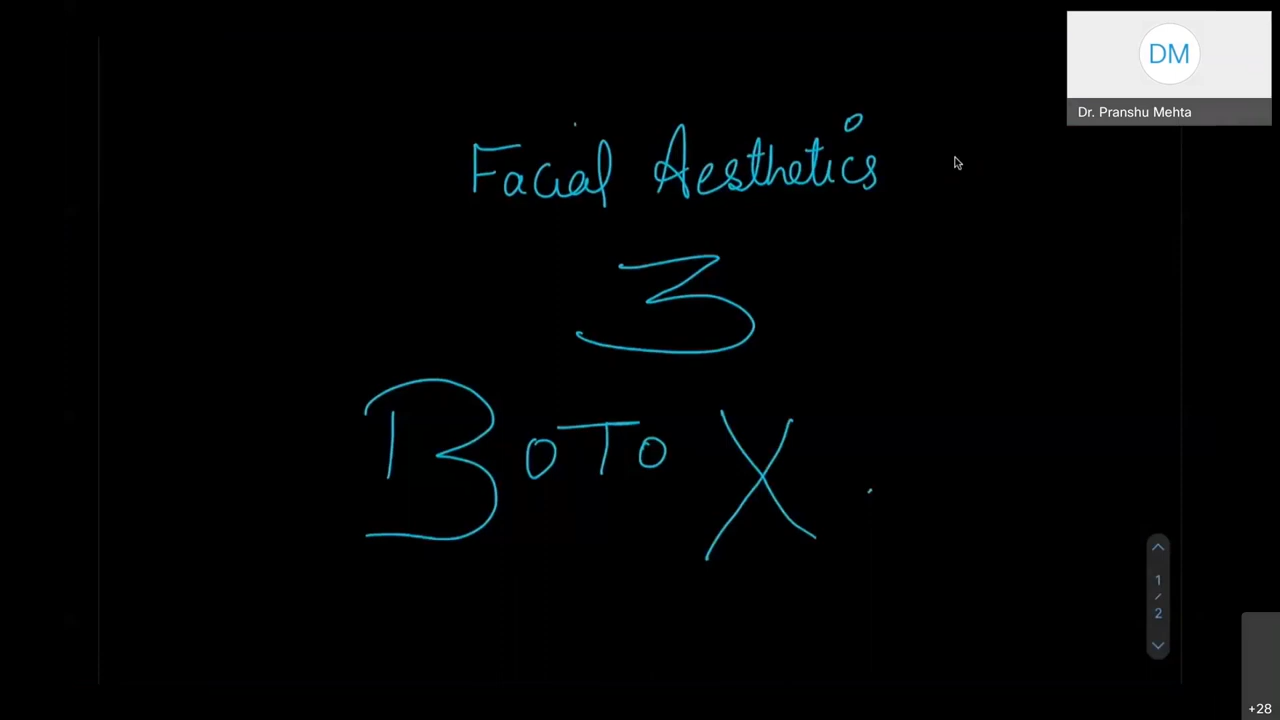 DM
Dr. Pranshu Mehta
Facial Aesthetics
3
BOTOX.
1
/
2
+28